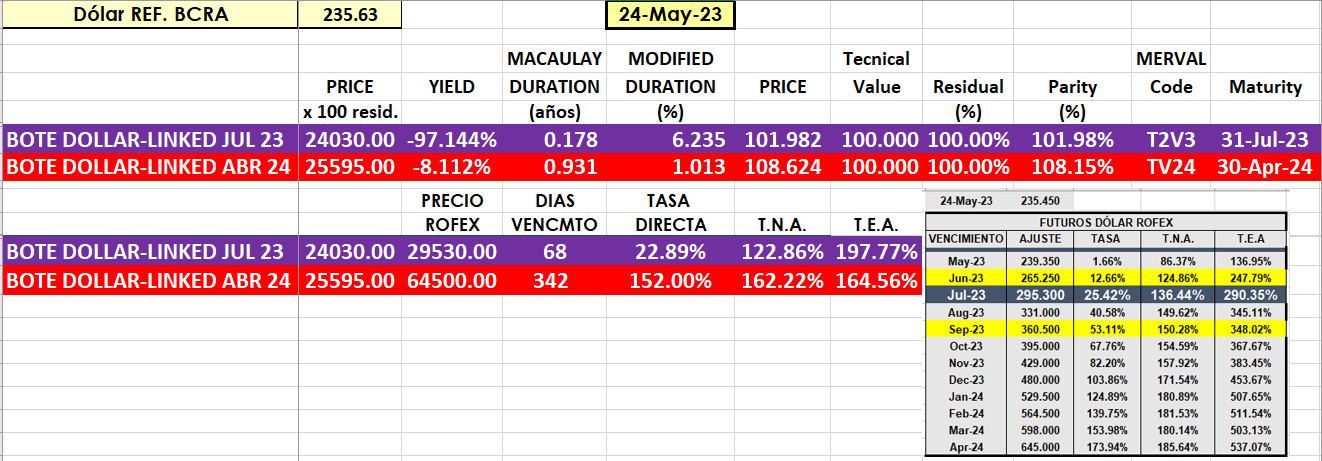 Dólar REF. BCRA 235.63 24-May-23
MACAULAY MODIFIED Tecnical MERVAL
PRICE YIELD DURATION DURATION PRICE Value Residual Parity Code Maturity
x 100 resid. (años) (%) (%) (%)
BOTE DOLLAR-LINKED JUL 23 24030.00 -97.144% 0.178 6.235 101.982 100.000 100.00% 101.98% T2V3 31-Jul-23
BOTE DOLLAR-LINKED ABR 24 25595.00 -8.112% 0.931 1.013 108.624 100.000 100.00% 108.15% TV24 30-Apr-24
PRECIO DIAS TASA
ROFEX VENCMTO DIRECTA T.N.A. T.E.A.
BOTE DOLLAR-LINKED JUL 23 24030.00 29530.00 68 22.89% 122.86% 197.77%
BOTE DOLLAR-LINKED ABR 24 25595.00 64500.00 342 152.00% 162.22% 164.56%
24-May-23 235.450
FUTUROS DÓLAR ROFEX
VENCIMIENTO AJUSTE TASA T.N.A. T.E.A
May-23 239.350 1.66% 86.37% 136.95%
Jun-23 265.250 12.66% 124.86% 247.79%
Jul-23 295.300 25.42% 136.44% 290.35%
Aug-23 331.000 40.58% 149.62% 345.11%
Sep-23 360.500 53.11% 150.28% 348.02%
Oct-23 395.000 67.76% 154.59% 367.67%
Nov-23 429.000 82.20% 157.92% 383.45%
Dec-23 480.000 103.86% 171.54% 453.67%
Jan-24 529.500 124.89% 180.89% 507.65%
Feb-24 564.500 139.75% 181.53% 511.54%
Mar-24 598.000 153.98% 180.14% 503.13%
Apr-24 645.000 173.94% 185.64% 537.07%